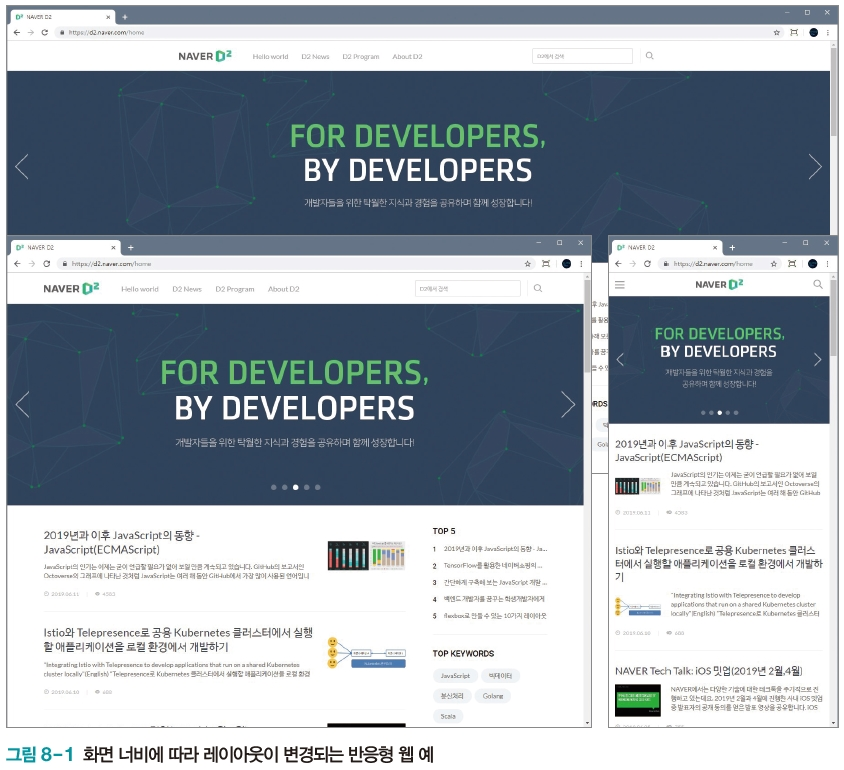 NAVER D2
https://d2.naver.com/home
NAVER D2
Hello world
D2 News
D2 Program
About D2
D2에서 검색
FOR DEVELOPERS,
BY DEVELOPERS
개발자들을 위한 탁월한 지식과 경험을 공유하며 함께 성장합니다!
NAVER D2
https://d2.naver.com/home
NAVER D2
Hello world
D2 News
D2 Program
About D2
D2에서 검색
FOR DEVELOPERS,
BY DEVELOPERS
개발자들을 위한 탁월한 지식과 경험을 공유하며 함께 성장합니다!
2019년과 이후 JavaScript의 동향 -
JavaScript(ECMAScript)
JavaScript의 인기는 이제는 굳이 언급할 필요가 없이 보일 만큼 계속되고 있습니다. GitHub의 보고서인
Octoverse의 그래프에 나타난 것처럼 JavaScript는 여러 해 동안 GitHub에서 가장 많이 사용된 언어입니
2019.06.11
4383
Istio와 Telepresence로 공용 Kubernetes 클러스터에서 실행
할 애플리케이션을 로컬 환경에서 개발하기
"Integrating Istio with Telepresence to develop applications that run on a shared Kubernetes
cluster locally"(English) "Telepresence로 Kubernetes 클러스터에서 실행할 애플리케이션을 로컬 환경
2019.06.10
688
TOP 5
1 2019년과 이후 JavaScript의 동향 - Ja...
2 TensorFlow를 활용한 네이버쇼핑의 ...
3 간단하게 구축해 보는 JavaScript 개발 ...
4 백엔드 개발자를 꿈꾸는 학생개발자에게
5 flexbox로 만들 수 있는 10가지 레이아웃
TOP KEYWORDS
JavaScript
빅데이터
분산처리
Golang
Scala
NAVER D2
https://d2.naver.com/home
NAVER D2
FOR DEVELOPERS,
BY DEVELOPERS
개발자들을 위한 탁월한 지식과 경험을
공유하며 함께 성장합니다!
2019년과 이후 JavaScript의 동향 -
JavaScript(ECMAScript)
JavaScript의 인기는 이제는 굳이 언급할 필요가 없이 보일
만큼 계속되고 있습니다. GitHub의 보고서인 Octoverse의
그래프에 나타난 것처럼 JavaScript는 여러 해 동안 GitHub
2019.06.11
4383
Istio와 Telepresence로 공용 Kubernetes 클러스
터에서 실행할 애플리케이션을 로컬 환경에서 개발하
기
"Integrating Istio with Telepresence to develop
applications that run on a shared Kubernetes cluster
locally"(English) "Telepresence로 Kubernetes 클러스터
2019.06.10
688
NAVER Tech Talk: iOS 밋업(2019년 2월,4월)
NAVER에서는 다양한 기술에 대한 테크톡을 주기적으로 진
행하고 있는데요. 2019년 2월과 4월에 진행한 사내 iOS 밋업
중 발표자의 공개 동의를 얻은 발표 영상을 공유합니다. iOS
그림 8-1 화면 너비에 따라 레이아웃이 변경되는 반응형 웹 예